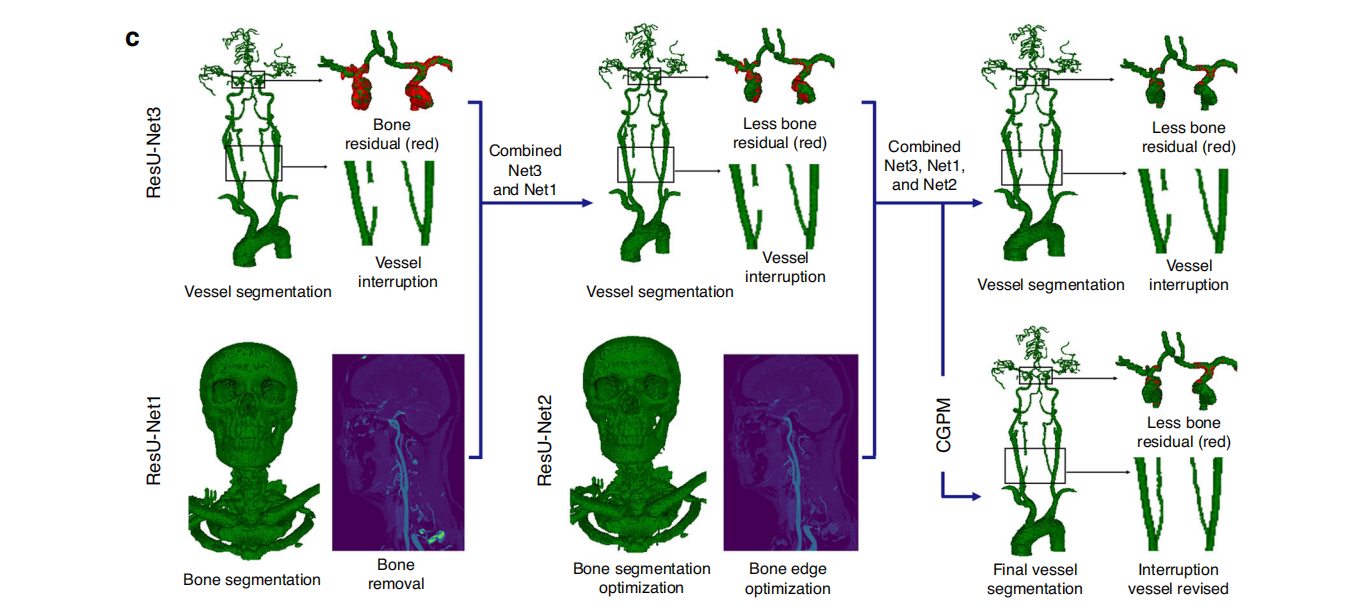 c
ResU-Net3
Bone
residual (red)
Vessel
interruption
Vessel segmentation
Combined
Net3
and Net1
Less bone
residual (red)
Vessel
interruption
Vessel segmentation
Combined
Net3, Net1,
and Net2
Less bone
residual (red)
Vessel
interruption
Vessel segmentation
ResU-Net1
Bone segmentation
Bone
removal
ResU-Net2
Bone segmentation
optimization
Bone edge
optimization
CGPM
Less bone
residual (red)
Final vessel
segmentation
Interruption
vessel revised